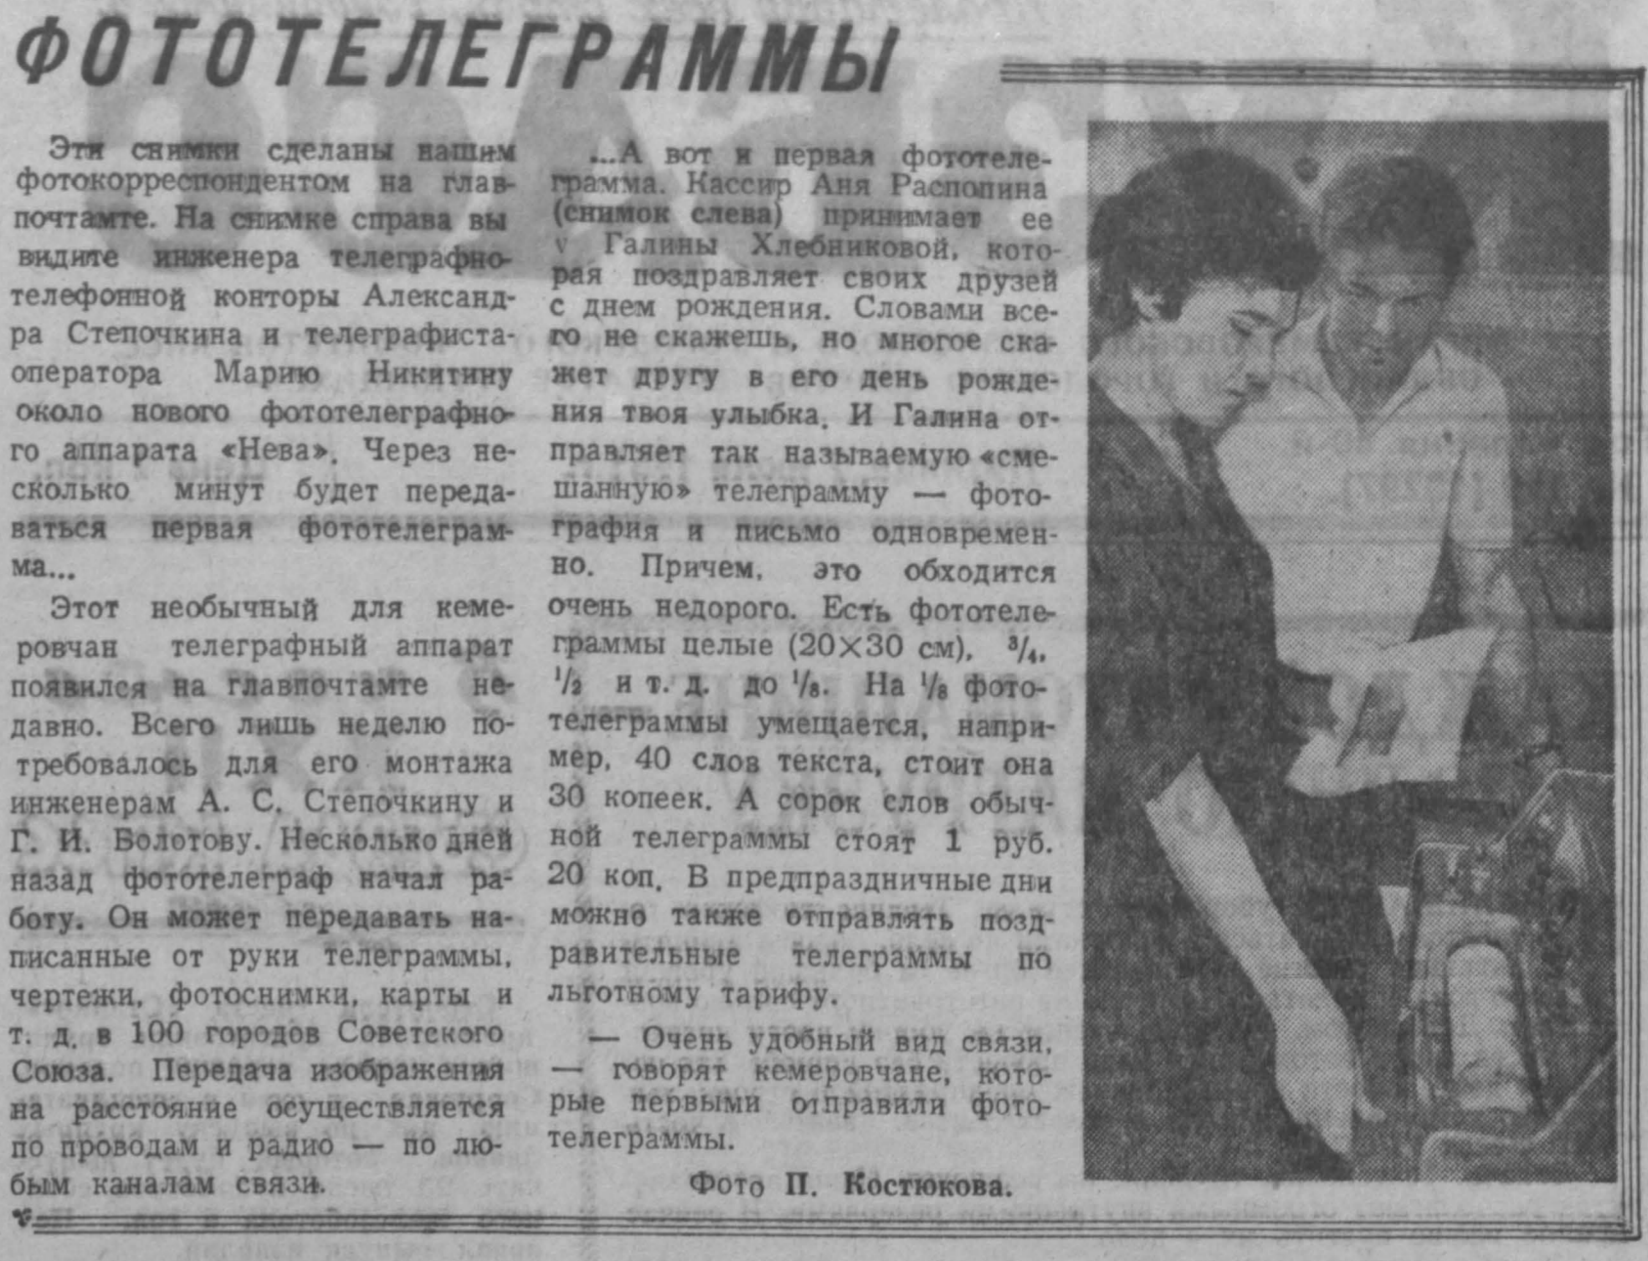 ФОТОТЕЛЕГРАММЫ
Эти снимки сделаны нашим
фотокорреспондентом на глав-
почтамте. На снимке справа вы
видите инженера телеграфно-
телефонной конторы Александ-
ра Степочкина и телеграфиста-
оператора Марию Никитину
около нового фототелеграфно-
го аппарата «Нева». Через не-
сколько минут будет переда-
ваться первая фототелеграм-
ма...
Этот необычный для кеме-
ровчан телеграфный аппарат
появился на главпочтамте не-
давно. Всего лишь неделю по-
требовалось для его монтажа
инженерам А. С. Степочкину и
Г. И. Болотову. Несколько дней
назад фототелеграф начал ра-
боту. Он может передавать на-
писанные от руки телеграммы,
чертежи, фотоснимки, карты и
т. д. в 100 городов Советского
Союза. Передача изображения
на расстояние осуществляется
по проводам и радио — по лю-
бым каналам связи.
...А вот и первая фототеле-
грамма. Кассир Аня Распопина
(снимок слева) принимает ее
у Галины Хлебниковой, кото-
рая поздравляет своих друзей
с днем рождения. Словами все-
го не скажешь, но многое ска-
жет другу в его день рожде-
ния твоя улыбка. И Галина от-
правляет так называемую «сме-
шанную» телеграмму — фото-
графия и письмо одновремен-
но. Причем, это обходится
очень недорого. Есть фототеле-
граммы целые (20×30 см), 3/4,
1/2 и т. д. до 1/8. На 1/8 фото-
телеграммы умещается, напри-
мер, 40 слов текста, стоит она
30 копеек. А сорок слов обыч-
ной телеграммы стоят 1 руб.
20 коп. В предпраздничные дни
можно также отправлять позд-
равительные телеграммы по
льготному тарифу.
— Очень удобный вид связи,
— говорят кемеровчане, кото-
рые первыми отправили фото-
телеграммы.
Фото П. Костюкова.